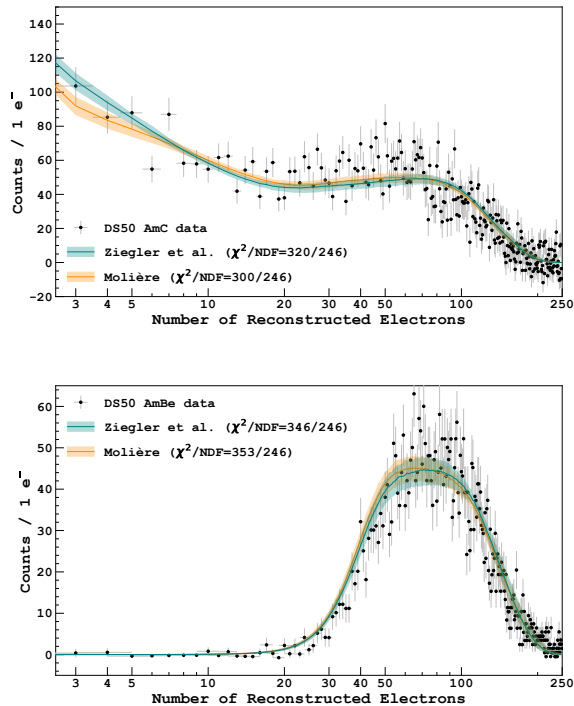 140
120
100
80
60
40
20
0
-20
Counts / 1 e⁻
DS50 AmC data
Ziegler et al. (χ²/NDF=320/246)
Molière (χ²/NDF=300/246)
3 4 5 10 20 30 40 50 100 250
Number of Reconstructed Electrons
60
50
40
30
20
10
0
Counts / 1 e⁻
DS50 AmBe data
Ziegler et al. (χ²/NDF=346/246)
Molière (χ²/NDF=353/246)
3 4 5 10 20 30 40 50 100 250
Number of Reconstructed Electrons